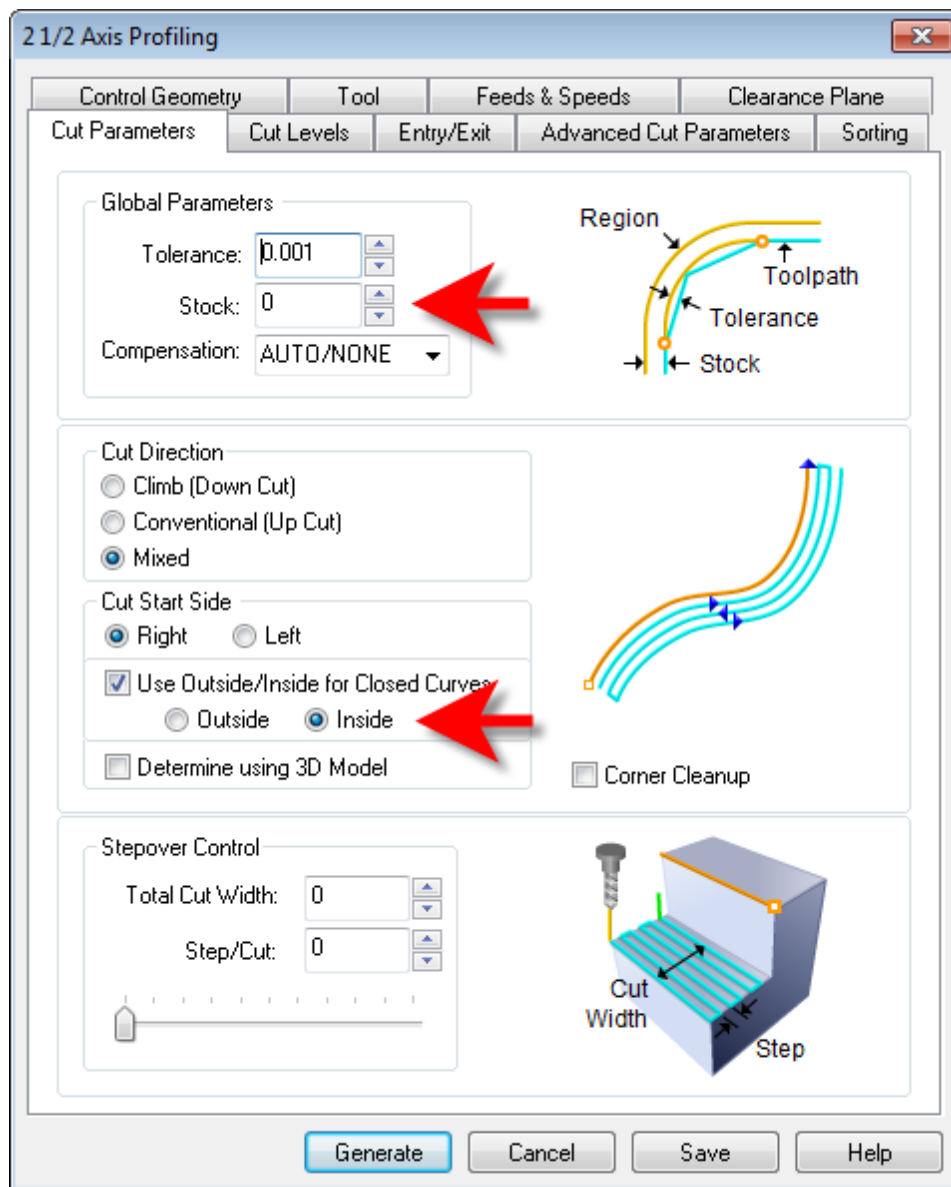 2 1/2 Axis Profiling
Control Geometry Tool Feeds & Speeds Clearance Plane
Cut Parameters Cut Levels Entry/Exit Advanced Cut Parameters Sorting
Global Parameters
Tolerance: 0.001
Stock: 0
Compensation: AUTO/NONE
Region
Toolpath
Tolerance
Stock
Cut Direction
Climb (Down Cut)
Conventional (Up Cut)
Mixed
Cut Start Side
Right Left
Use Outside/Inside for Closed Curves
Outside Inside
Determine using 3D Model
Corner Cleanup
Stepover Control
Total Cut Width: 0
Step/Cut: 0
Cut
Width
Step
Generate Cancel Save Help